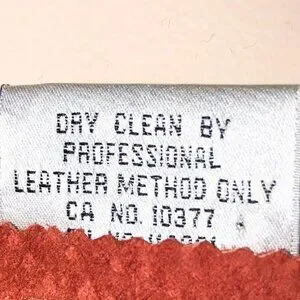 DRY CLEAN BY
PROFESSIONAL
LEATHER METHOD ONLY
CA NO. 10377